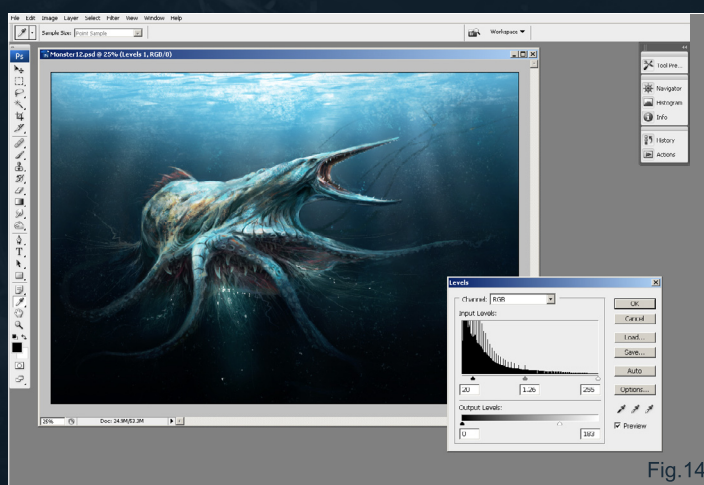 File Edit Image Layer Select Filter View Window Help
Sample Size: Point Sample
Workspace
Ps
Monster12.psd @ 25% (Levels 1, RGB/8)
Tool Pre...
Navigator
Histogram
Info
History
Actions
Levels
Channel: RGB
OK
Input Levels:
Cancel
Load...
Save...
Auto
20 1.26 255
Options...
Output Levels:
Preview
0 183
25% Doc: 24.9M/53.3M
Fig.14